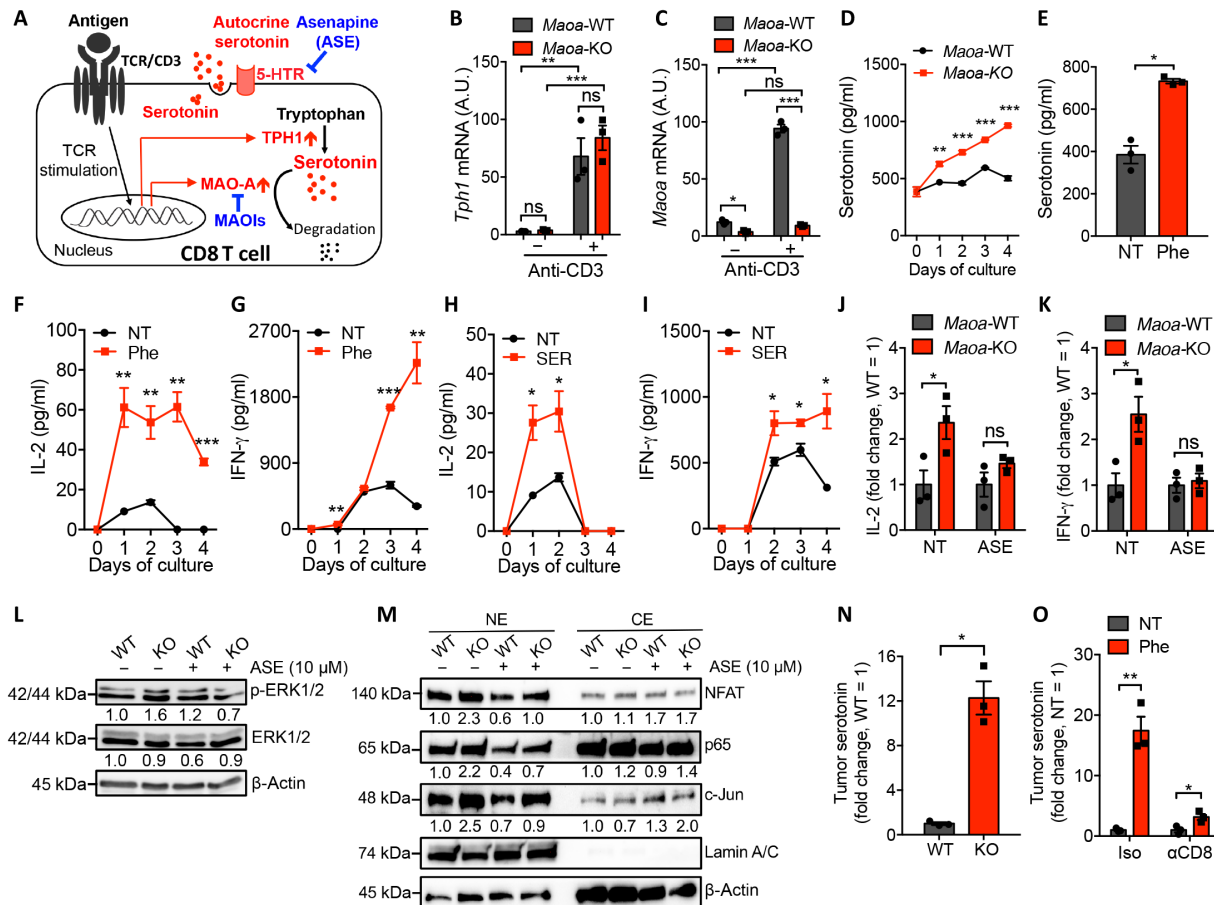 A
Antigen
TCR/CD3
Autocrine
serotonin
Asenapine
(ASE)
5-HTR
Serotonin
Tryptophan
TCR
stimulation
TPH1
Serotonin
MAO-A
MAOIs
Degradation
Nucleus
CD8 T cell
B
Maoa-WT
Maoa-KO
Tph1 mRNA (A.U.)
150
100
50
0
**
***
ns
ns
– +
Anti-CD3
C
Maoa-WT
Maoa-KO
Maoa mRNA (A.U.)
200
150
100
50
0
***
ns
***
*
– +
Anti-CD3
D
Maoa-WT
Maoa-KO
Serotonin (pg/ml)
1500
1000
500
0
** *** *** ***
0 1 2 3 4
Days of culture
E
Serotonin (pg/ml)
900
600
300
0
*
NT Phe
F
NT
Phe
IL-2 (pg/ml)
100
80
60
40
20
0
** ** ** ***
0 1 2 3 4
Days of culture
G
NT
Phe
IFN-γ (pg/ml)
2700
1800
900
0
** *** **
0 1 2 3 4
Days of culture
H
NT
SER
IL-2 (pg/ml)
50
40
30
20
10
0
* *
0 1 2 3 4
Days of culture
I
NT
SER
IFN-γ (pg/ml)
1500
1000
500
0
* * *
0 1 2 3 4
Days of culture
J
Maoa-WT
Maoa-KO
IL-2 (fold change, WT = 1)
4
3
2
1
0
*
ns
NT ASE
K
Maoa-WT
Maoa-KO
IFN-γ (fold change, WT = 1)
4
3
2
1
0
*
ns
NT ASE
L
WT KO WT KO
– – + + ASE (10 μM)
42/44 kDa p-ERK1/2
1.0 1.6 1.2 0.7
42/44 kDa ERK1/2
1.0 0.9 0.6 0.9
45 kDa β-Actin
M
NE CE
WT KO WT KO WT KO WT KO
– – + + – – + + ASE (10 μM)
140 kDa NFAT
1.0 2.3 0.6 1.0 1.0 1.1 1.7 1.7
65 kDa p65
1.0 2.2 0.4 0.7 1.0 1.2 0.9 1.4
48 kDa c-Jun
1.0 2.5 0.7 0.9 1.0 0.7 1.3 2.0
74 kDa Lamin A/C
45 kDa β-Actin
N
Tumor serotonin
(fold change, WT = 1)
16
12
8
4
0
*
WT KO
O
NT
Phe
Tumor serotonin
(fold change, NT = 1)
30
20
10
0
**
*
Iso αCD8